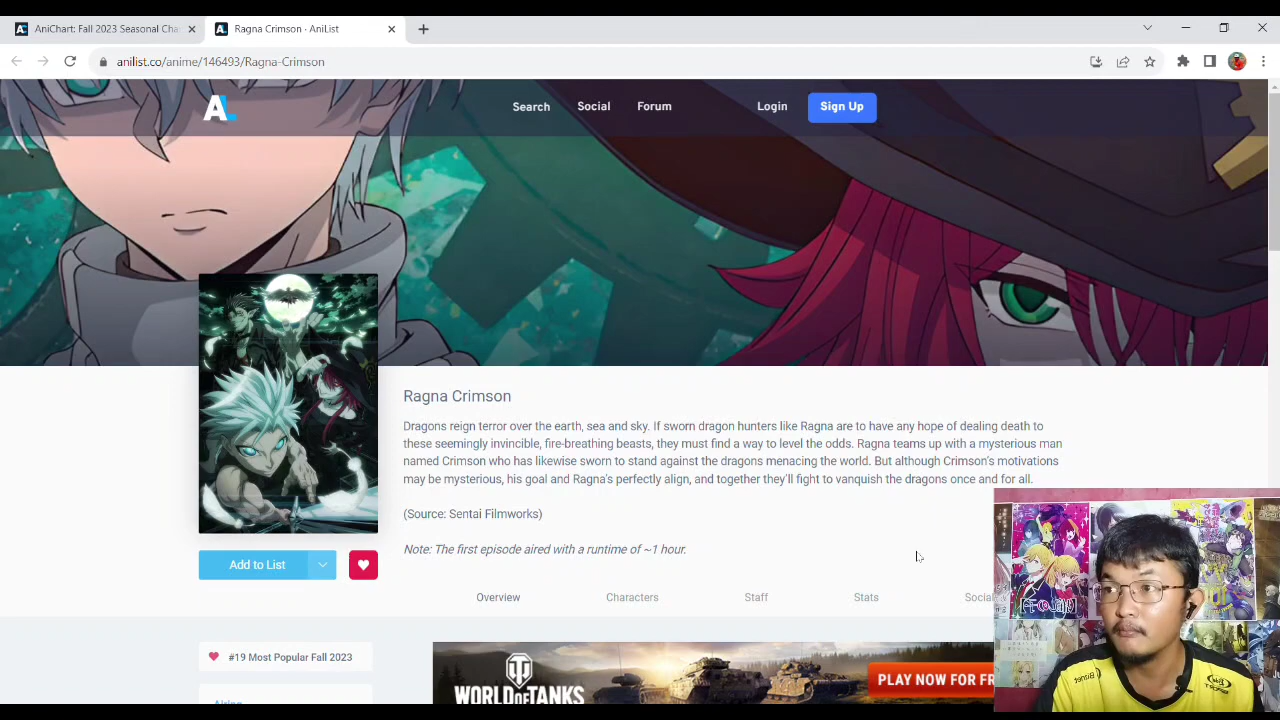 AniChart: Fall 2023 Seasonal Cha
Ragna Crimson · AniList
anilist.co/anime/146493/Ragna-Crimson
AL
Search
Social
Forum
Login
Sign Up
Ragna Crimson
Dragons reign terror over the earth, sea and sky. If sworn dragon hunters like Ragna are to have any hope of dealing death to
these seemingly invincible, fire-breathing beasts, they must find a way to level the odds. Ragna teams up with a mysterious man
named Crimson who has likewise sworn to stand against the dragons menacing the world. But although Crimson's motivations
may be mysterious, his goal and Ragna's perfectly align, and together they'll fight to vanquish the dragons once and for all.
(Source: Sentai Filmworks)
Note: The first episode aired with a runtime of ~1 hour.
Add to List
Overview
Characters
Staff
Stats
Social
#19 Most Popular Fall 2023
Airing
WORLD OF TANKS
PLAY NOW FOR FR